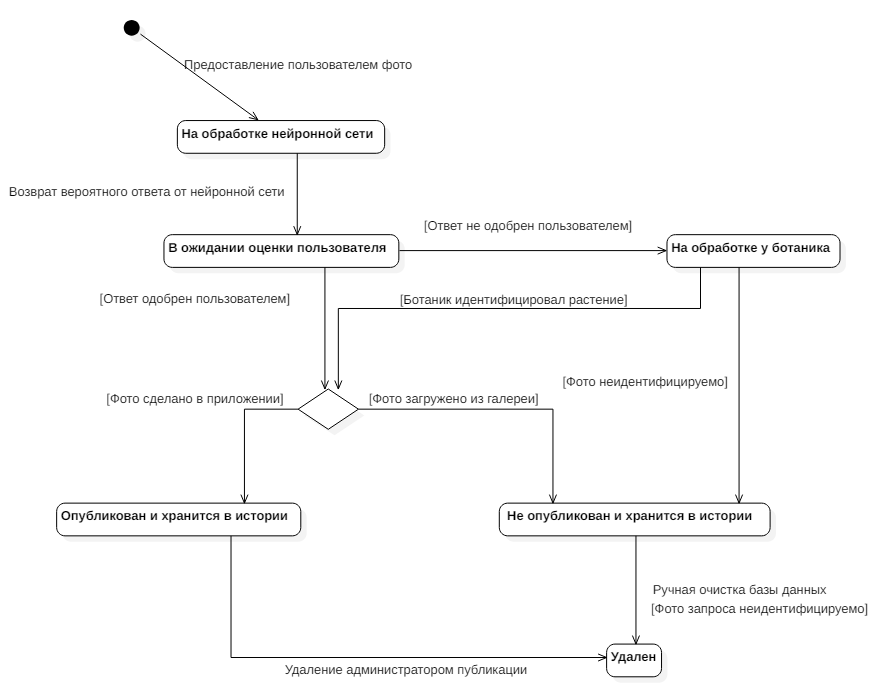 Предоставление пользователем фото
На обработке нейронной сети
Возврат вероятного ответа от нейронной сети
[Ответ не одобрен пользователем]
В ожидании оценки пользователя
На обработке у ботаника
[Ответ одобрен пользователем]
[Ботаник идентифицировал растение]
[Фото неидентифицируемо]
[Фото сделано в приложении]
[Фото загружено из галереи]
Опубликован и хранится в истории
Не опубликован и хранится в истории
Ручная очистка базы данных
[Фото запроса неидентифицируемо]
Удален
Удаление администратором публикации